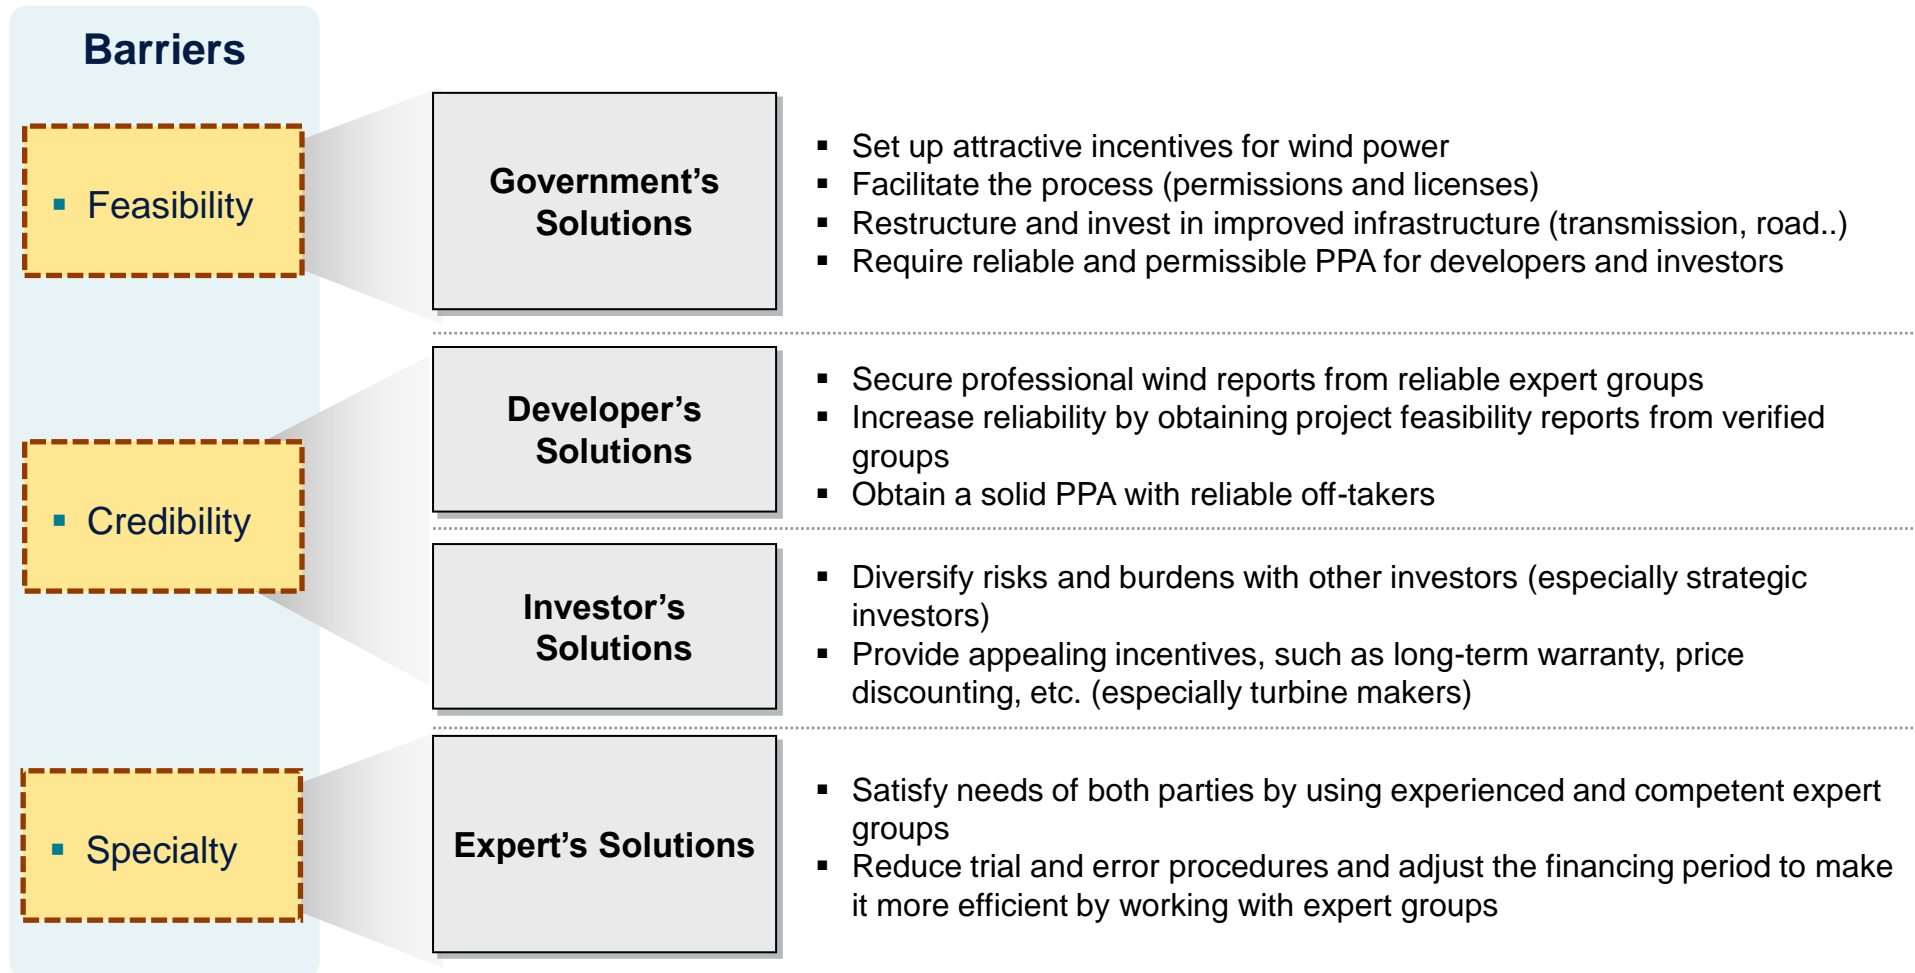 Barriers
▪ Feasibility
Government’s
Solutions
▪ Set up attractive incentives for wind power
▪ Facilitate the process (permissions and licenses)
▪ Restructure and invest in improved infrastructure (transmission, road..)
▪ Require reliable and permissible PPA for developers and investors
▪ Credibility
Developer’s
Solutions
▪ Secure professional wind reports from reliable expert groups
▪ Increase reliability by obtaining project feasibility reports from verified
groups
▪ Obtain a solid PPA with reliable off-takers
Investor’s
Solutions
▪ Diversify risks and burdens with other investors (especially strategic
investors)
▪ Provide appealing incentives, such as long-term warranty, price
discounting, etc. (especially turbine makers)
▪ Specialty
Expert’s Solutions
▪ Satisfy needs of both parties by using experienced and competent expert
groups
▪ Reduce trial and error procedures and adjust the financing period to make
it more efficient by working with expert groups